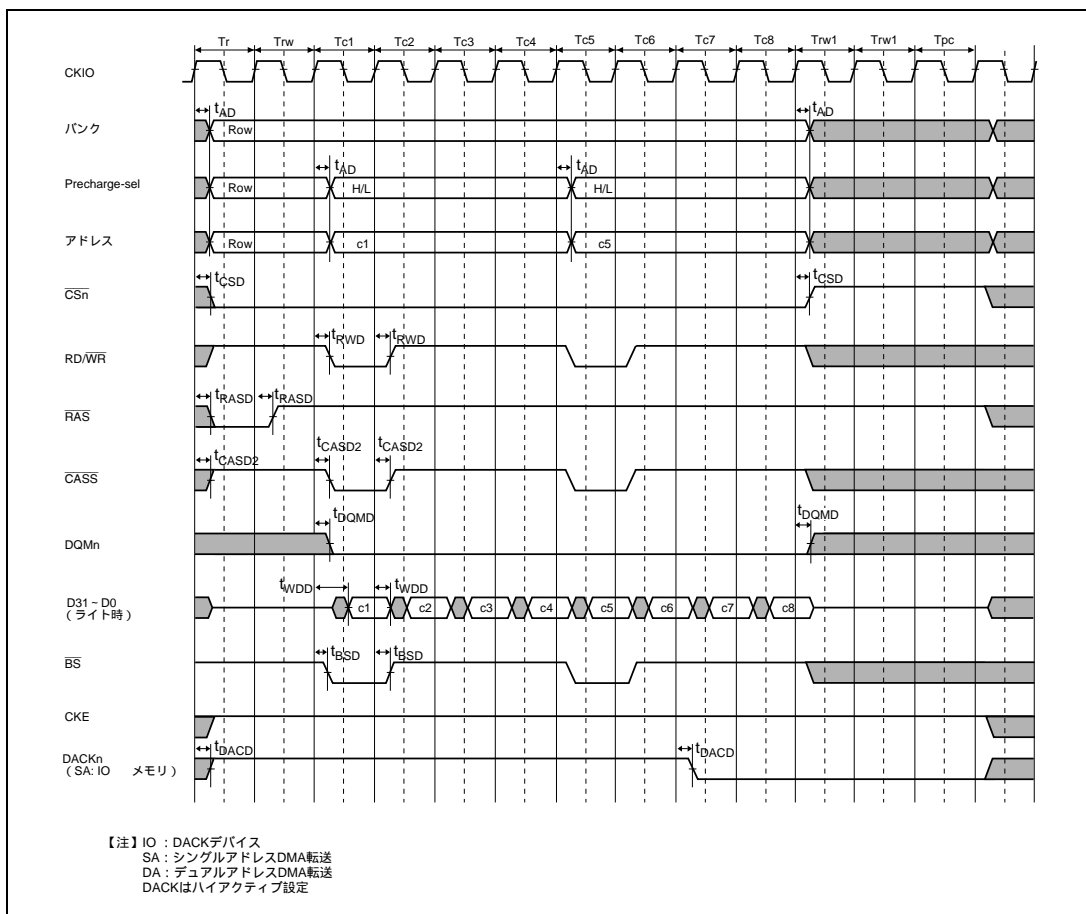 Tr Trw Tc1 Tc2 Tc3 Tc4 Tc5 Tc6 Tc7 Tc8 Trw1 Trw1 Tpc
CKIO
tAD tAD
バンク Row
tAD tAD
Precharge-sel Row H/L H/L
アドレス Row c1 c5
tCSD tCSD
CSn
tRWD tRWD
RD/WR
tRASD tRASD
RAS
tCASD2 tCASD2 tCASD2
CASS
tDQMD tDQMD
DQMn
tWDD tWDD
D31~D0 c1 c2 c3 c4 c5 c6 c7 c8
(ライト時)
tBSD tBSD
BS
CKE
tDACD tDACD
DACKn
(SA: IO メモリ)
【注】IO:DACKデバイス
SA:シングルアドレスDMA転送
DA:デュアルアドレスDMA転送
DACKはハイアクティブ設定